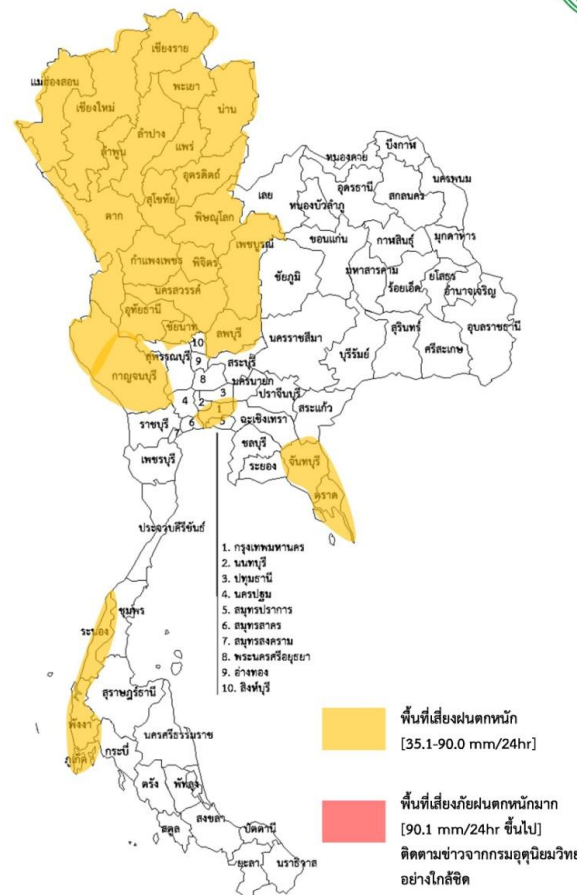 เชียงราย
แม่ฮ่องสอน
พะเยา
เชียงใหม่
น่าน
ลำปาง
ลำพูน
แพร่
อุตรดิตถ์
สุโขทัย
ตาก
พิษณุโลก
เพชรบูรณ์
กำแพงเพชร
พิจิตร
นครสวรรค์
อุทัยธานี
ชัยนาท
ลพบุรี
บึงกาฬ
หนองคาย
นครพนม
เลย
อุดรธานี
สกลนคร
หนองบัวลำภู
ขอนแก่น
กาฬสินธุ์
มุกดาหาร
ชัยภูมิ
มหาสารคาม
ร้อยเอ็ด
ยโสธร
อำนาจเจริญ
นครราชสีมา
บุรีรัมย์
สุรินทร์
ศรีสะเกษ
อุบลราชธานี
10
สุพรรณบุรี
9
สระบุรี
กาญจนบุรี
8
นครนายก
4
2
3
ปราจีนบุรี
1
สระแก้ว
ราชบุรี
7
6
5
ฉะเชิงเทรา
ชลบุรี
เพชรบุรี
ระยอง
จันทบุรี
ตราด
ประจวบคีรีขันธ์
1. กรุงเทพมหานคร
2. นนทบุรี
3. ปทุมธานี
4. นครปฐม
5. สมุทรปราการ
6. สมุทรสาคร
7. สมุทรสงคราม
8. พระนครศรีอยุธยา
9. อ่างทอง
10. สิงห์บุรี
ชุมพร
ระนอง
สุราษฎร์ธานี
พังงา
นครศรีธรรมราช
ภูเก็ต
กระบี่
ตรัง
พัทลุง
สตูล
สงขลา
ปัตตานี
ยะลา
นราธิวาส
พื้นที่เสี่ยงฝนตกหนัก
[35.1-90.0 mm/24hr]
พื้นที่เสี่ยงภัยฝนตกหนักมาก
[90.1 mm/24hr ขึ้นไป]
ติดตามข่าวจากกรมอุตุนิยมวิทย
อย่างใกล้ชิด